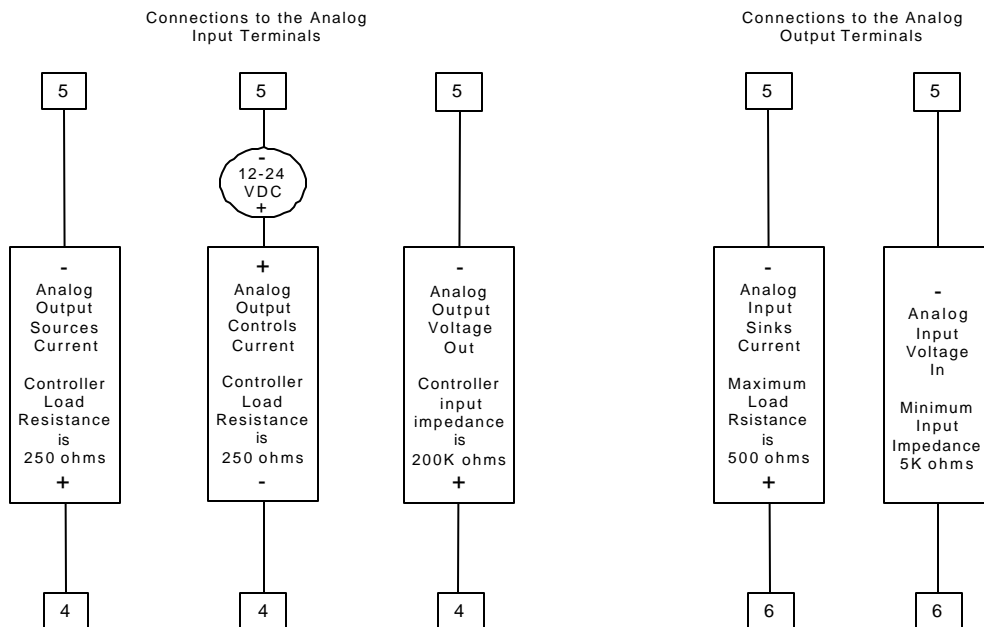 Connections to the Analog
Input Terminals
Connections to the Analog
Output Terminals
5
5
5
5
5
-
12-24
VDC
+
-
Analog
Output
Sources
Current
Controller
Load
Resistance
is
250 ohms
+
+
Analog
Output
Controls
Current
Controller
Load
Resistance
is
250 ohms
-
-
Analog
Output
Voltage
Out
Controller
input
impedance
is
200K ohms
+
-
Analog
Input
Sinks
Current
Maximum
Load
Rsistance
is
500 ohms
+
-
Analog
Input
Voltage
In
Minimum
Input
Impedance
5K ohms
4
4
4
6
6